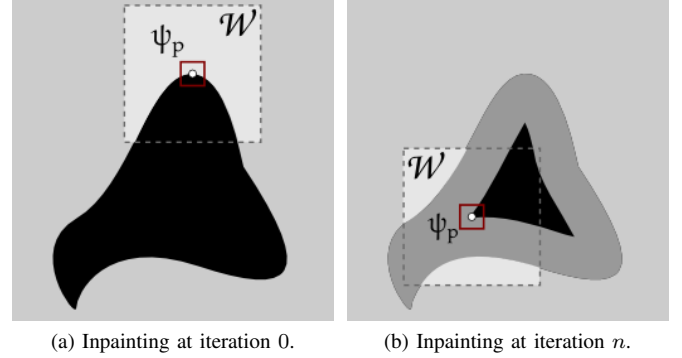 𝒲
ψp
𝒲
ψp
(a) Inpainting at iteration 0.
(b) Inpainting at iteration n.